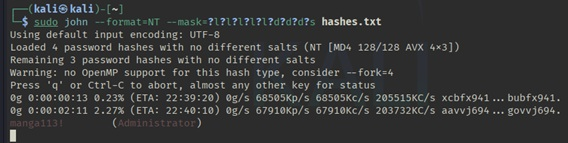 ┌──(kali㉿kali)-[~]
└─$ sudo john --format=NT --mask=?l?l?l?l?l?d?d?d?s hashes.txt
Using default input encoding: UTF-8
Loaded 4 password hashes with no different salts (NT [MD4 128/128 AVX 4×3])
Remaining 3 password hashes with no different salts
Warning: no OpenMP support for this hash type, consider --fork=4
Press 'q' or Ctrl-C to abort, almost any other key for status
0g 0:00:00:13 0.23% (ETA: 22:39:20) 0g/s 68505Kp/s 68505Kc/s 205515KC/s xcbfx941...bubfx941.
0g 0:00:02:11 2.27% (ETA: 22:40:10) 0g/s 67910Kp/s 67910Kc/s 203732KC/s aavvj694...govvj694.
manga113! (Administrator)